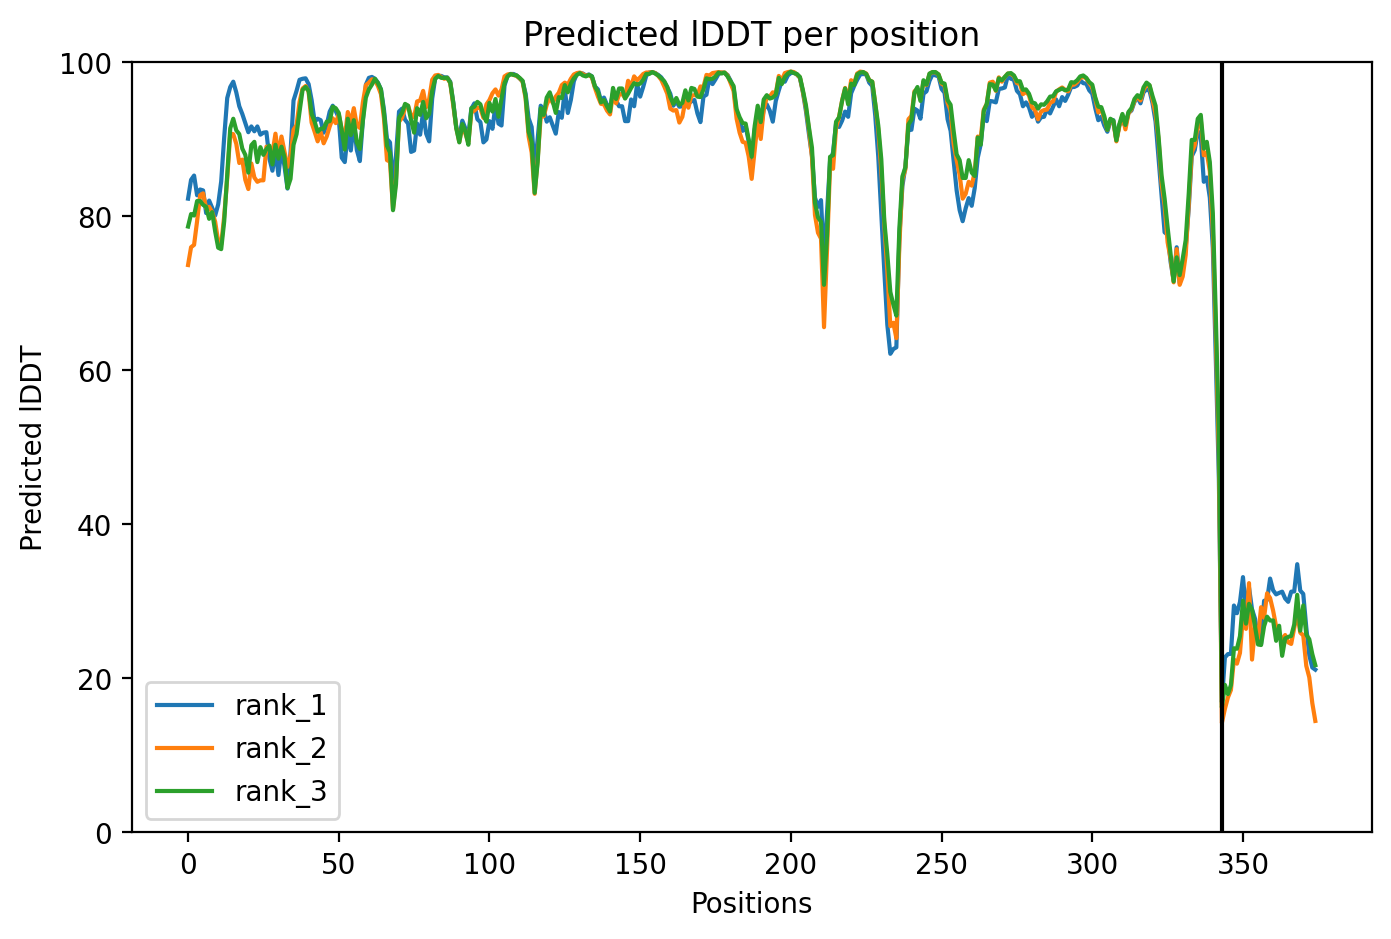 Predicted lDDT per position
Predicted lDDT
100
80
60
40
20
0
rank_1
rank_2
rank_3
0 50 100 150 200 250 300 350
Positions